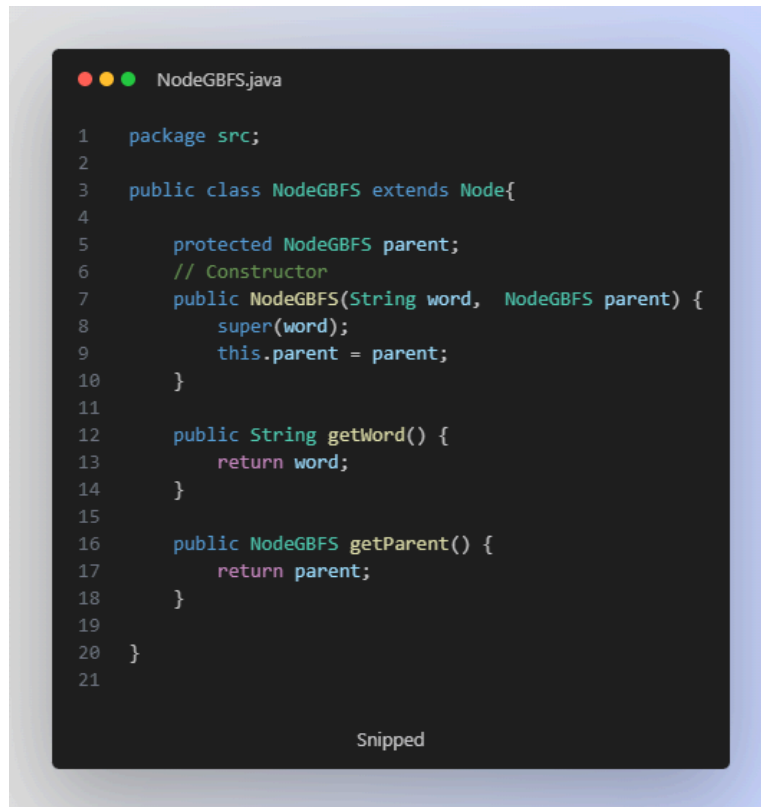 NodeGBFS.java
1 package src;
2
3 public class NodeGBFS extends Node{
4
5     protected NodeGBFS parent;
6     // Constructor
7     public NodeGBFS(String word,  NodeGBFS parent) {
8         super(word);
9         this.parent = parent;
10     }
11
12     public String getWord() {
13         return word;
14     }
15
16     public NodeGBFS getParent() {
17         return parent;
18     }
19
20 }
21
Snipped